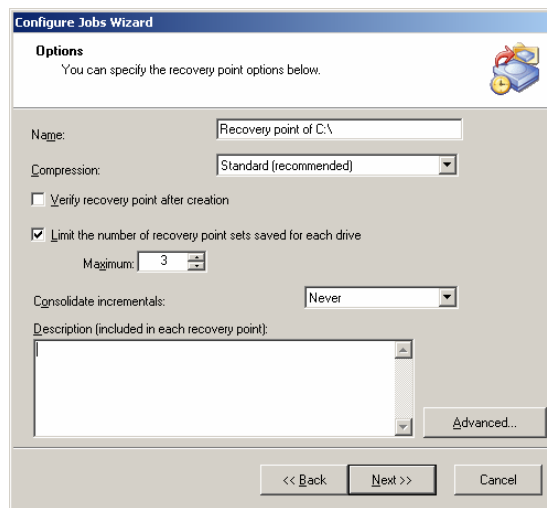 Configure Jobs Wizard
Options
You can specify the recovery point options below.
Name: Recovery point of C:\
Compression: Standard (recommended)
Verify recovery point after creation
Limit the number of recovery point sets saved for each drive
Maximum: 3
Consolidate incrementals: Never
Description (included in each recovery point):
Advanced...
<< Back Next >> Cancel